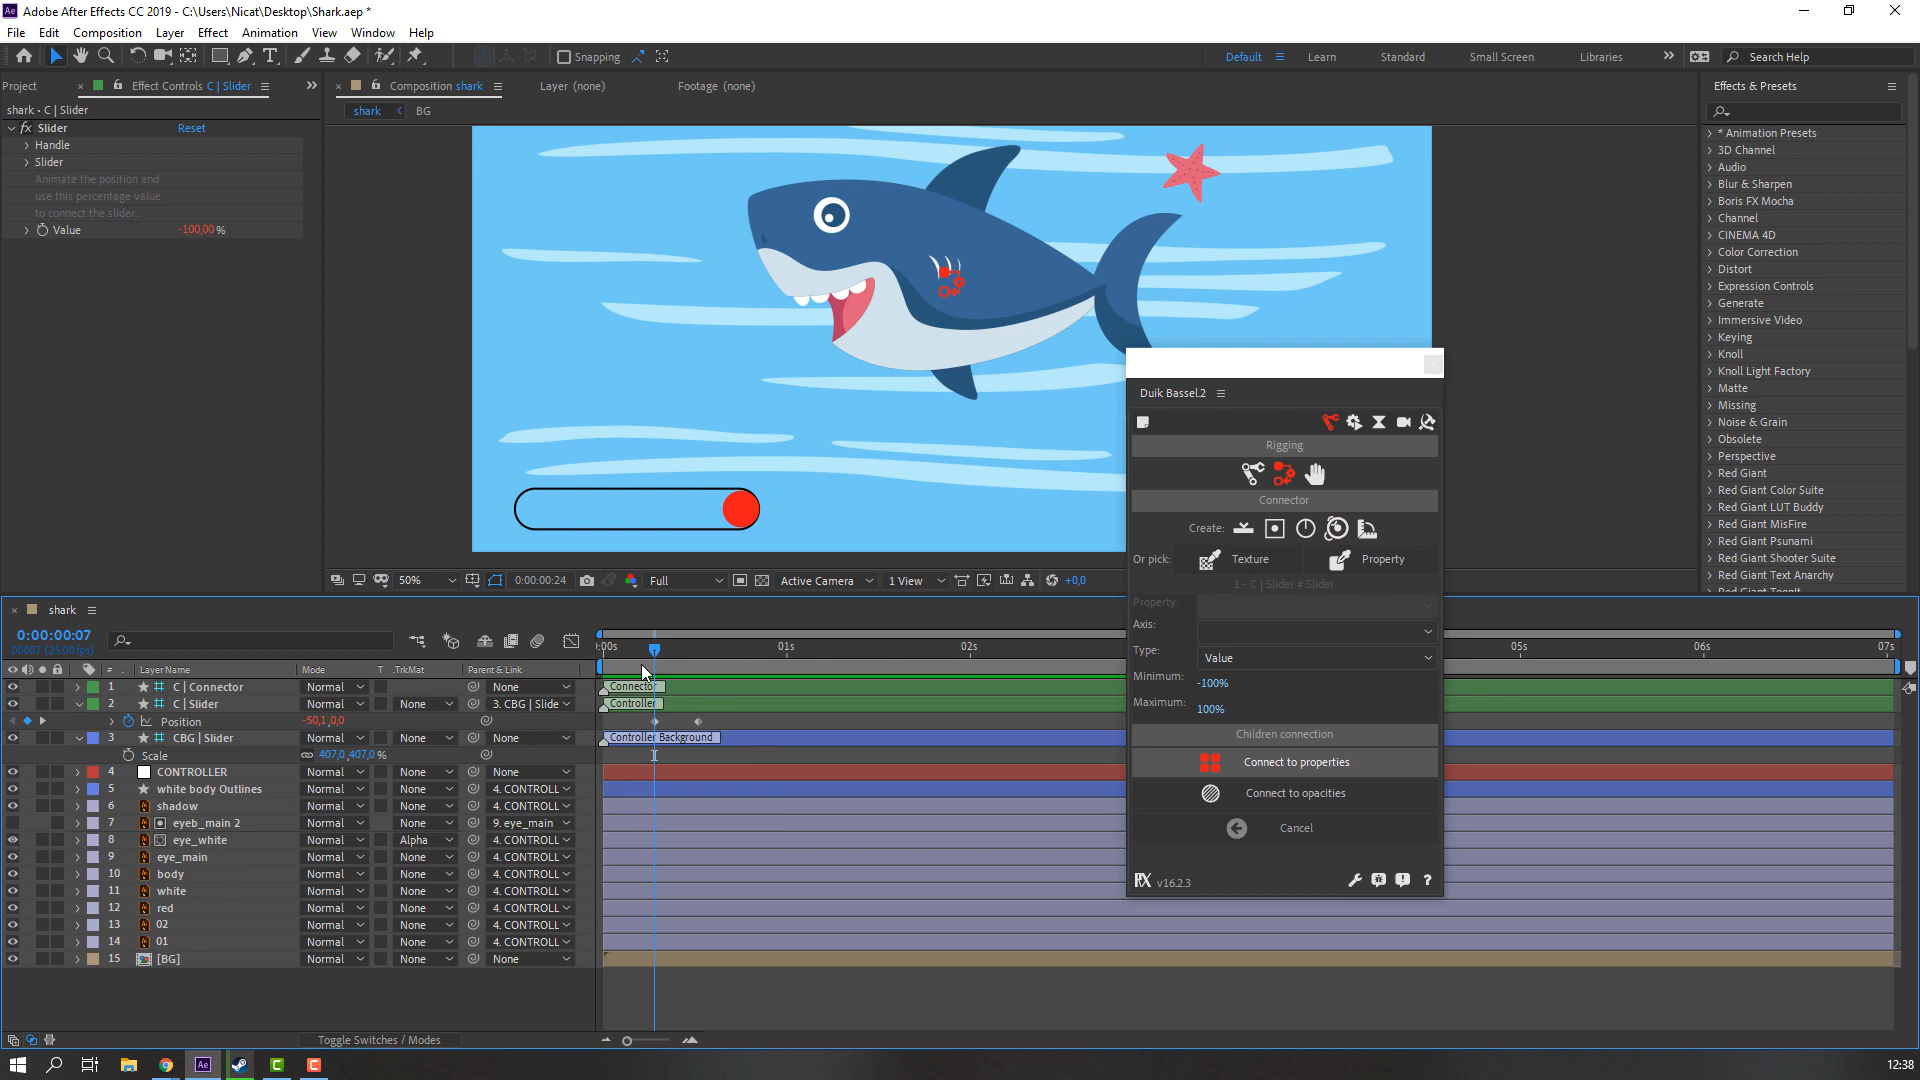 Adobe After Effects CC 2019 - C:\Users\Nicat\Desktop\Shark.aep *
File Edit Composition Layer Effect Animation View Window Help
Snapping Default Learn Standard Small Screen Libraries Search Help
Project Effect Controls C | Slider
Composition shark Layer (none) Footage (none)
Effects & Presets
shark • C | Slider
shark BG
fx Slider Reset
Handle
Slider
Animate the position and
use this percentage value
to connect the slider.
Value -100,00 %
* Animation Presets
3D Channel
Audio
Blur & Sharpen
Boris FX Mocha
Channel
CINEMA 4D
Color Correction
Distort
Expression Controls
Generate
Immersive Video
Keying
Knoll
Knoll Light Factory
Matte
Missing
Noise & Grain
Obsolete
Perspective
Red Giant
Red Giant Color Suite
Red Giant LUT Buddy
Red Giant MisFire
Red Giant Psunami
Red Giant Shooter Suite
Red Giant Text Anarchy
Duik Bassel.2
Rigging
Connector
Create:
Or pick: Texture Property
1 - C | Slider # Slider
Property:
Axis:
Type: Value
Minimum: -100%
Maximum: 100%
Children connection
Connect to properties
Connect to opacities
Cancel
v16.2.3 ?
50% 0:00:00:24 Full Active Camera 1 View +0,0
shark
0:00:00:07
00007 (25.00 fps)
:00s 01s 02s 05s 06s 07s
# Layer Name Mode T .TrkMat Parent & Link
1 C | Connector Normal None Connector
2 C | Slider Normal None 3. CBG | Slide Controller
Position -50,1,0,0
3 CBG | Slider Normal None None Controller Background
Scale 407,0,407,0 %
4 CONTROLLER Normal None None
5 white body Outlines Normal None 4. CONTROLL
6 shadow Normal None 4. CONTROLL
7 eyeb_main 2 Normal None 9. eye_main
8 eye_white Normal Alpha 4. CONTROLL
9 eye_main Normal None 4. CONTROLL
10 body Normal None 4. CONTROLL
11 white Normal None 4. CONTROLL
12 red Normal None 4. CONTROLL
13 02 Normal None 4. CONTROLL
14 01 Normal None 4. CONTROLL
15 [BG] Normal None None
Toggle Switches / Modes
Ae
12:38